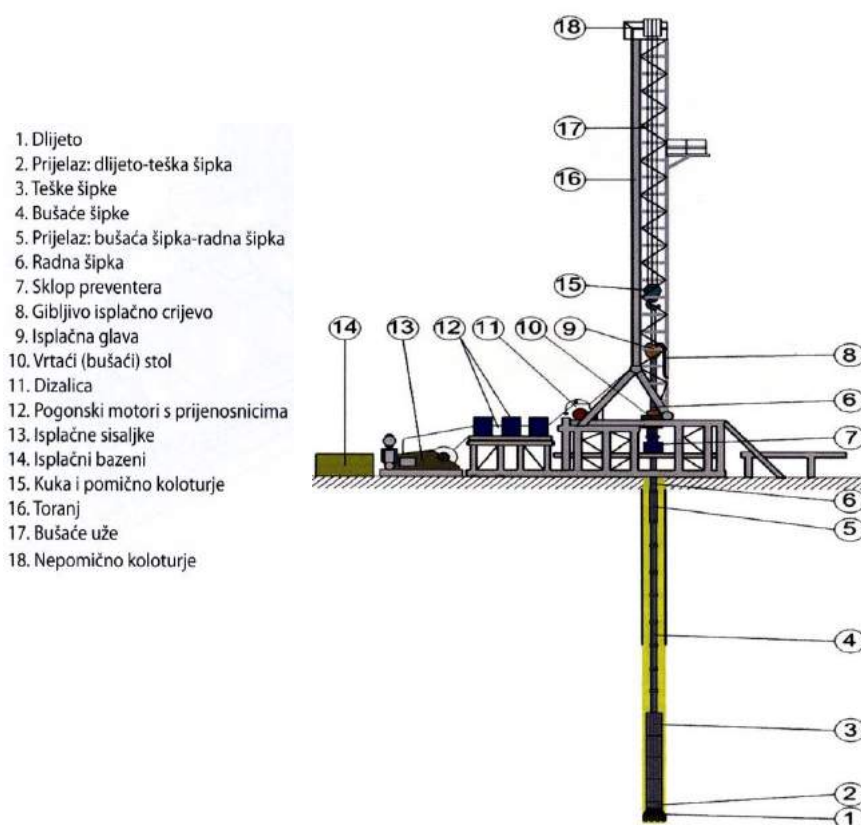 1. Dlijeto
2. Prijelaz: dlijeto-teška šipka
3. Teške šipke
4. Bušaće šipke
5. Prijelaz: bušaća šipka-radna šipka
6. Radna šipka
7. Sklop preventera
8. Gibljivo isplačno crijevo
9. Isplačna glava
10. Vrtaći (bušaći) stol
11. Dizalica
12. Pogonski motori s prijenosnicima
13. Isplačne sisaljke
14. Isplačni bazeni
15. Kuka i pomično koloturje
16. Toranj
17. Bušaće uže
18. Nepomično koloturje
18
17
16
15
14
13
12
11
10
9
8
6
7
6
5
4
3
2
1